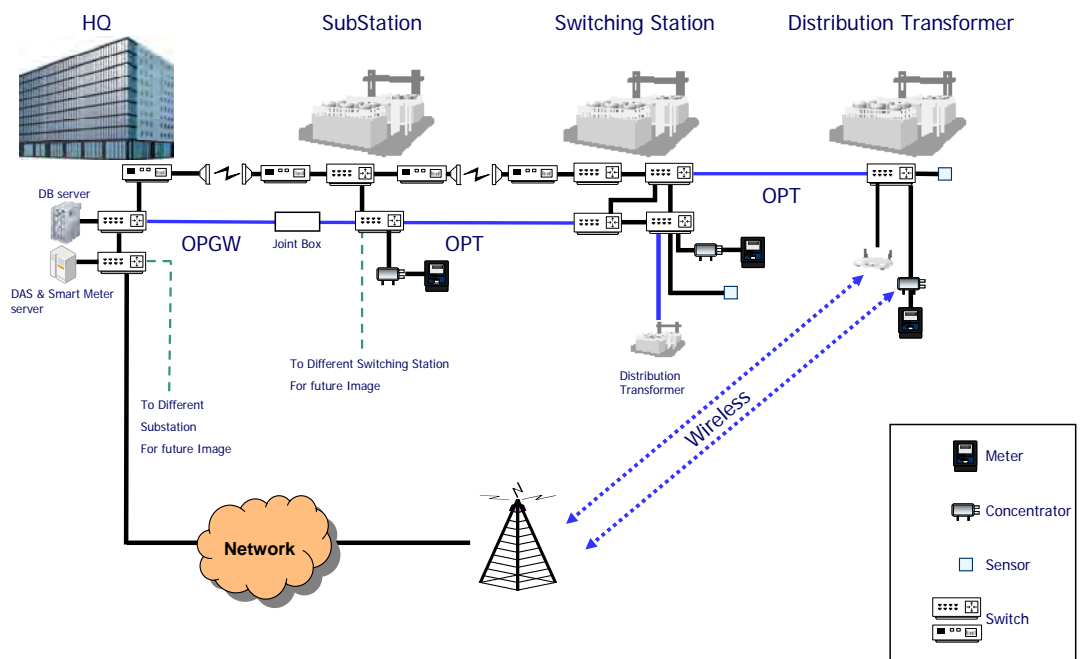 HQ
SubStation
Switching Station
Distribution Transformer
DB server
OPGW
Joint Box
OPT
OPT
DAS & Smart Meter
server
To Different Switching Station
For future Image
Distribution
Transformer
To Different
Substation
For future Image
Wireless
Network
N
Meter
Concentrator
Sensor
Switch